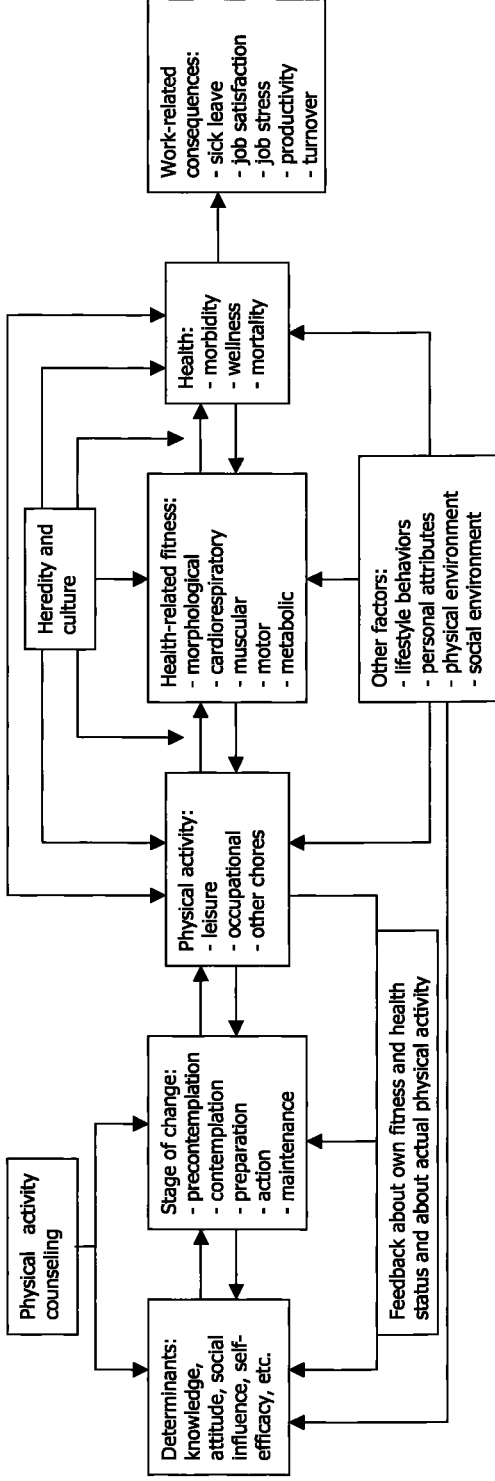 Physical activity
counseling
Heredity and
culture
Determinants:
knowledge,
attitude, social
influence, self-
efficacy, etc.
Stage of change:
- precontemplation
- contemplation
- preparation
- action
- maintenance
Physical activity:
- leisure
- occupational
- other chores
Health-related fitness:
- morphological
- cardiorespiratory
- muscular
- motor
- metabolic
Health:
- morbidity
- wellness
- mortality
Work-related
consequences:
- sick leave
- job satisfaction
- job stress
- productivity
- turnover
Feedback about own fitness and health
status and about actual physical activity
Other factors:
- lifestyle behaviors
- personal attributes
- physical environment
- social environment